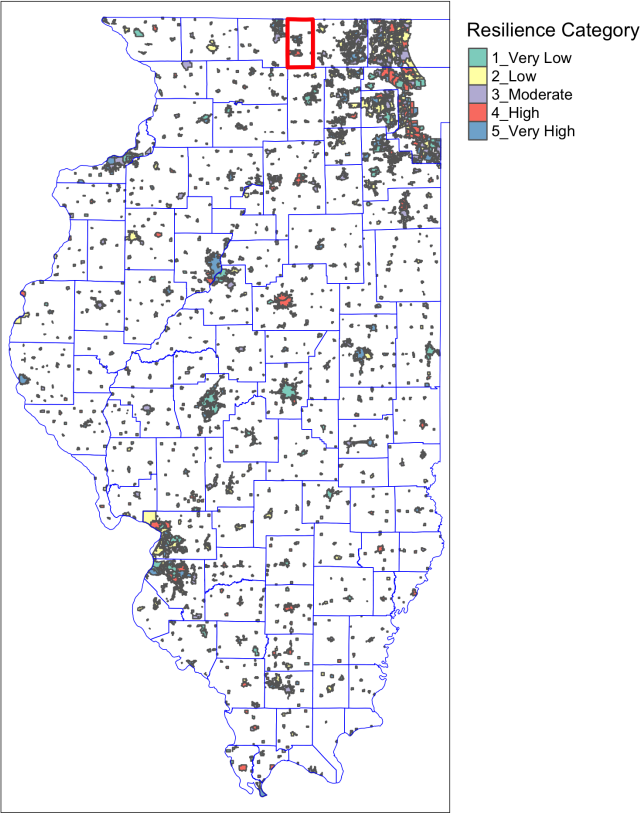 Resilience Category
1_Very Low
2_Low
3_Moderate
4_High
5_Very High